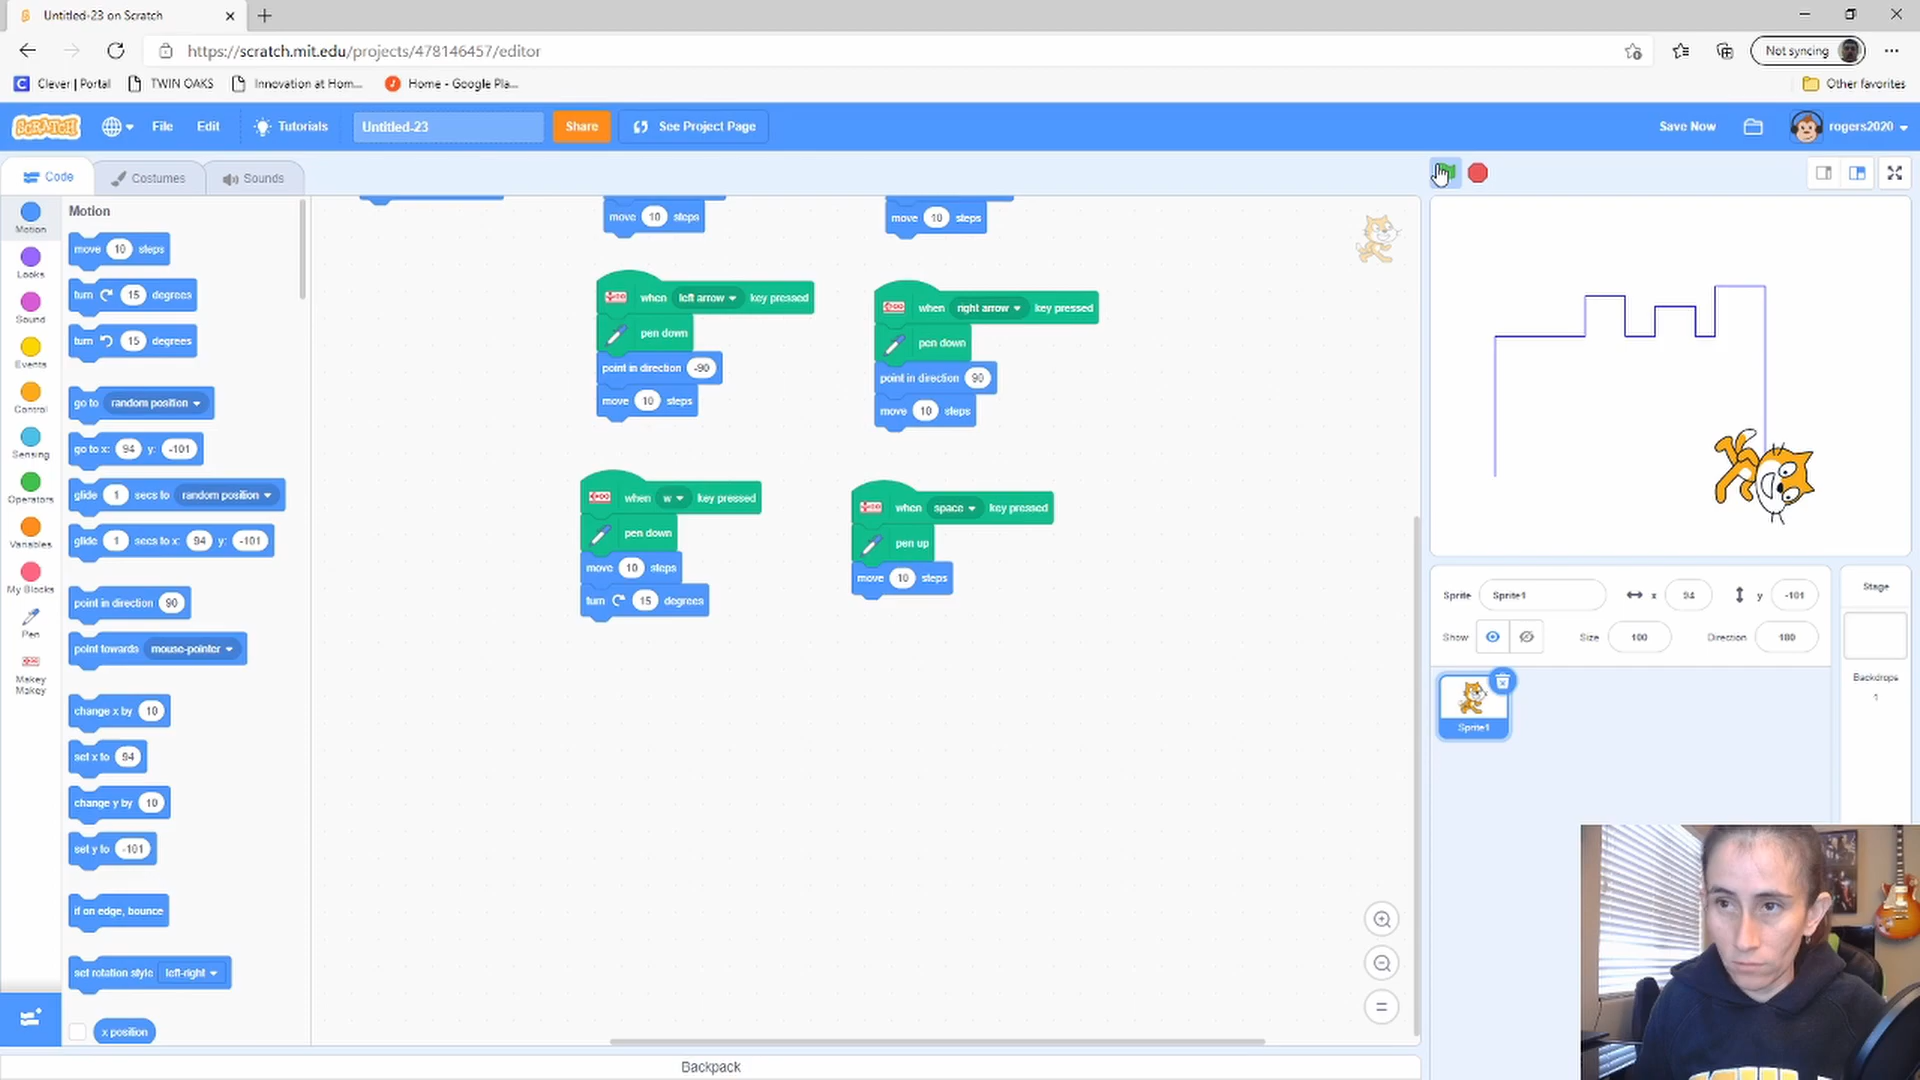 Untitled-23 on Scratch
https://scratch.mit.edu/projects/478146457/editor
Not syncing
Clever | Portal
TWIN OAKS
Innovation at Hom...
Home - Google Pla...
Other favorites
SCRATCH
File
Edit
Tutorials
Untitled-23
Share
See Project Page
Save Now
rogers2020
Code
Costumes
Sounds
Motion
Looks
Sound
Events
Control
Sensing
Operators
Variables
My Blocks
Pen
Makey
Makey
Motion
move 10 steps
turn 15 degrees
turn 15 degrees
go to random position
go to x: 94 y: -101
glide 1 secs to random position
glide 1 secs to x: 94 y: -101
point in direction 90
point towards mouse-pointer
change x by 10
set x to 94
change y by 10
set y to -101
if on edge, bounce
set rotation style left-right
x position
move 10 steps
move 10 steps
when left arrow key pressed
pen down
point in direction -90
move 10 steps
when right arrow key pressed
pen down
point in direction 90
move 10 steps
when w key pressed
pen down
move 10 steps
turn 15 degrees
when space key pressed
pen up
move 10 steps
Backpack
Sprite Sprite1 x 94 y -101
Show Size 100 Direction 180
Sprite1
Stage
Backdrops
1